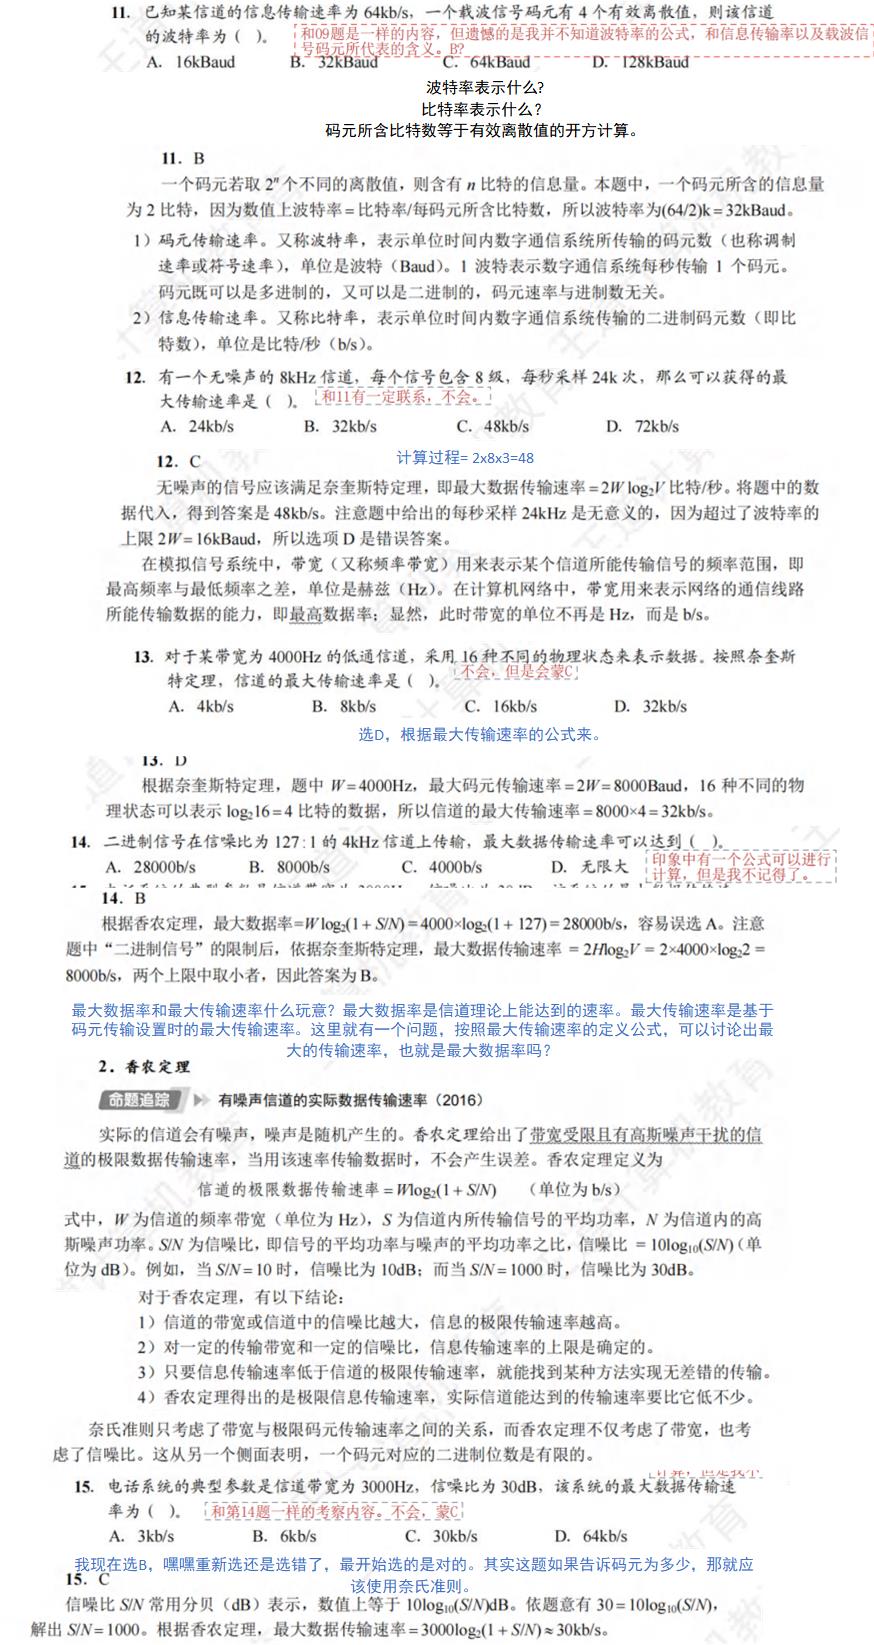 11. 已知某信道的信息传输速率为 64kb/s，一个载波信号码元有 4 个有效离散值，则该信道
的波特率为（ ）。
和09题是一样的内容，但遗憾的是我并不知道波特率的公式，和信息传输率以及载波信
号码元所代表的含义。B?
A. 16kBaud B. 32kBaud C. 64kBaud D. 128kBaud
波特率表示什么?
比特率表示什么?
码元所含比特数等于有效离散值的开方计算。
11. B
一个码元若取 2ⁿ 个不同的离散值，则含有 n 比特的信息量。本题中，一个码元所含的信息量
为 2 比特，因为数值上波特率＝比特率/每码元所含比特数，所以波特率为(64/2)k＝32kBaud。
1）码元传输速率。又称波特率，表示单位时间内数字通信系统所传输的码元数（也称调制
速率或符号速率），单位是波特（Baud）。1 波特表示数字通信系统每秒传输 1 个码元。
码元既可以是多进制的，又可以是二进制的，码元速率与进制数无关。
2）信息传输速率。又称比特率，表示单位时间内数字通信系统传输的二进制码元数（即比
特数），单位是比特/秒（b/s）。
12. 有一个无噪声的 8kHz 信道，每个信号包含 8 级，每秒采样 24k 次，那么可以获得的最
大传输速率是（ ）。
和11有一定联系，不会。
A. 24kb/s B. 32kb/s C. 48kb/s D. 72kb/s
计算过程= 2x8x3=48
12. C
无噪声的信号应该满足奈奎斯特定理，即最大数据传输速率＝2W log₂V 比特/秒。将题中的数
据代入，得到答案是 48kb/s。注意题中给出的每秒采样 24kHz 是无意义的，因为超过了波特率的
上限 2W＝16kBaud，所以选项 D 是错误答案。
在模拟信号系统中，带宽（又称频率带宽）用来表示某个信道所能传输信号的频率范围，即
最高频率与最低频率之差，单位是赫兹（Hz）。在计算机网络中，带宽用来表示网络的通信线路
所能传输数据的能力，即最高数据率；显然，此时带宽的单位不再是 Hz，而是 b/s。
13. 对于某带宽为 4000Hz 的低通信道，采用 16 种不同的物理状态来表示数据。按照奈奎斯
特定理，信道的最大传输速率是（ ）。
不会，但是会蒙C
A. 4kb/s B. 8kb/s C. 16kb/s D. 32kb/s
选D，根据最大传输速率的公式来。
13. D
根据奈奎斯特定理，题中 W＝4000Hz，最大码元传输速率＝2W＝8000Baud，16 种不同的物
理状态可以表示 log₂16＝4 比特的数据，所以信道的最大传输速率＝8000×4＝32kb/s。
14. 二进制信号在信噪比为 127 : 1 的 4kHz 信道上传输，最大数据传输速率可以达到（ ）。
A. 28000b/s B. 8000b/s C. 4000b/s D. 无限大
印象中有一个公式可以进行
计算，但是我不记得了。
14. B
根据香农定理，最大数据率＝W log₂(1 + S/N)＝4000×log₂(1 + 127)＝28000b/s，容易误选 A。注意
题中“二进制信号”的限制后，依据奈奎斯特定理，最大数据传输速率 ＝ 2Hlog₂V ＝ 2×4000×log₂2 ＝
8000b/s，两个上限中取小者，因此答案为 B。
最大数据率和最大传输速率什么玩意？最大数据率是信道理论上能达到的速率。最大传输速率是基于
码元传输设置时的最大传输速率。这里就有一个问题，按照最大传输速率的定义公式，可以讨论出最
大的传输速率，也就是最大数据率吗?
2. 香农定理
命题追踪 有噪声信道的实际数据传输速率（2016）
实际的信道会有噪声，噪声是随机产生的。香农定理给出了带宽受限且有高斯噪声干扰的信
道的极限数据传输速率，当用该速率传输数据时，不会产生误差。香农定理定义为
信道的极限数据传输速率＝Wlog₂(1 + S/N) （单位为 b/s）
式中，W 为信道的频率带宽（单位为 Hz），S 为信道内所传输信号的平均功率，N 为信道内的高
斯噪声功率。S/N 为信噪比，即信号的平均功率与噪声的平均功率之比，信噪比 ＝ 10log₁₀(S/N)（单
位为 dB）。例如，当 S/N＝10 时，信噪比为 10dB；而当 S/N＝1000 时，信噪比为 30dB。
对于香农定理，有以下结论：
1）信道的带宽或信道中的信噪比越大，信息的极限传输速率越高。
2）对一定的传输带宽和一定的信噪比，信息传输速率的上限是确定的。
3）只要信息传输速率低于信道的极限传输速率，就能找到某种方法实现无差错的传输。
4）香农定理得出的是极限信息传输速率，实际信道能达到的传输速率要比它低不少。
奈氏准则只考虑了带宽与极限码元传输速率之间的关系，而香农定理不仅考虑了带宽，也考
虑了信噪比。这从另一个侧面表明，一个码元对应的二进制位数是有限的。
15. 电话系统的典型参数是信道带宽为 3000Hz，信噪比为 30dB，该系统的最大数据传输速
率为（ ）。
和第14题一样的考察内容。不会，蒙C
A. 3kb/s B. 6kb/s C. 30kb/s D. 64kb/s
我现在选B，嘿嘿重新选还是选错了，最开始选的是对的。其实这题如果告诉码元为多少，那就应
该使用奈氏准则。
15. C
信噪比 S/N 常用分贝（dB）表示，数值上等于 10log₁₀(S/N)dB。依题意有 30＝10log₁₀(S/N)，
解出 S/N＝1000。根据香农定理，最大数据传输速率＝3000log₂(1 + S/N)≈30kb/s。